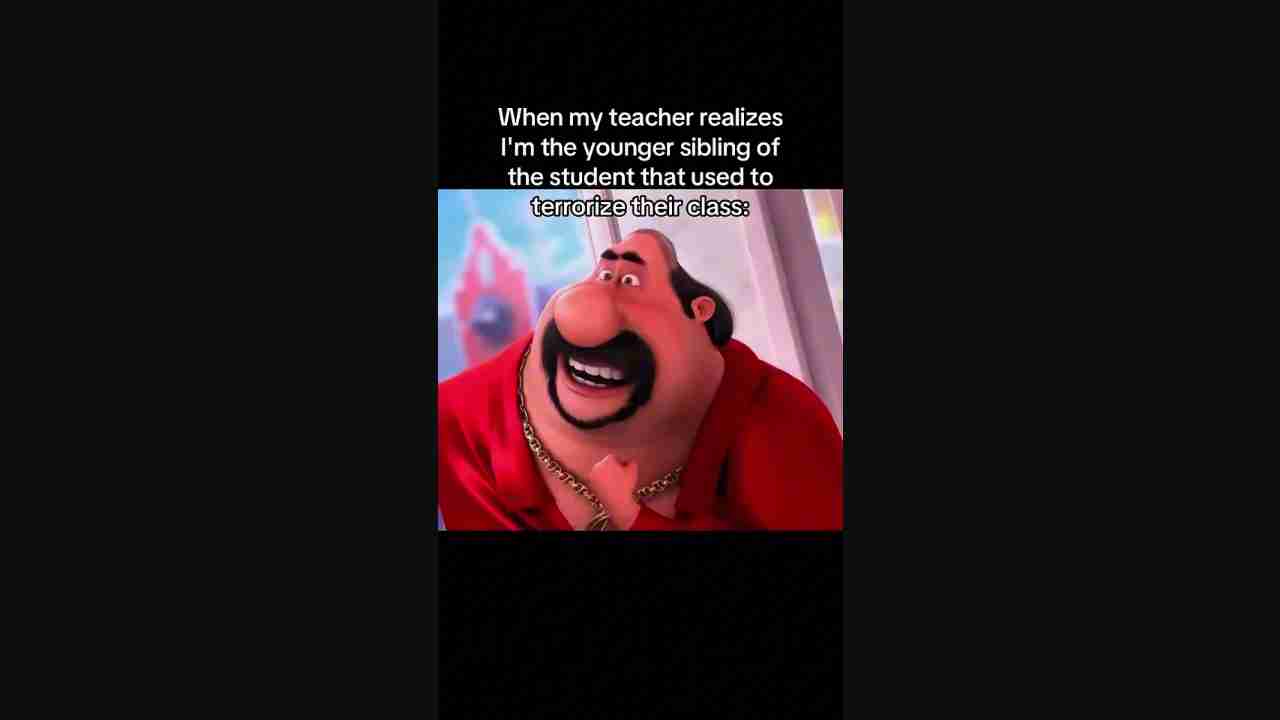 When my teacher realizes
I'm the younger sibling of
the student that used to
terrorize their class: